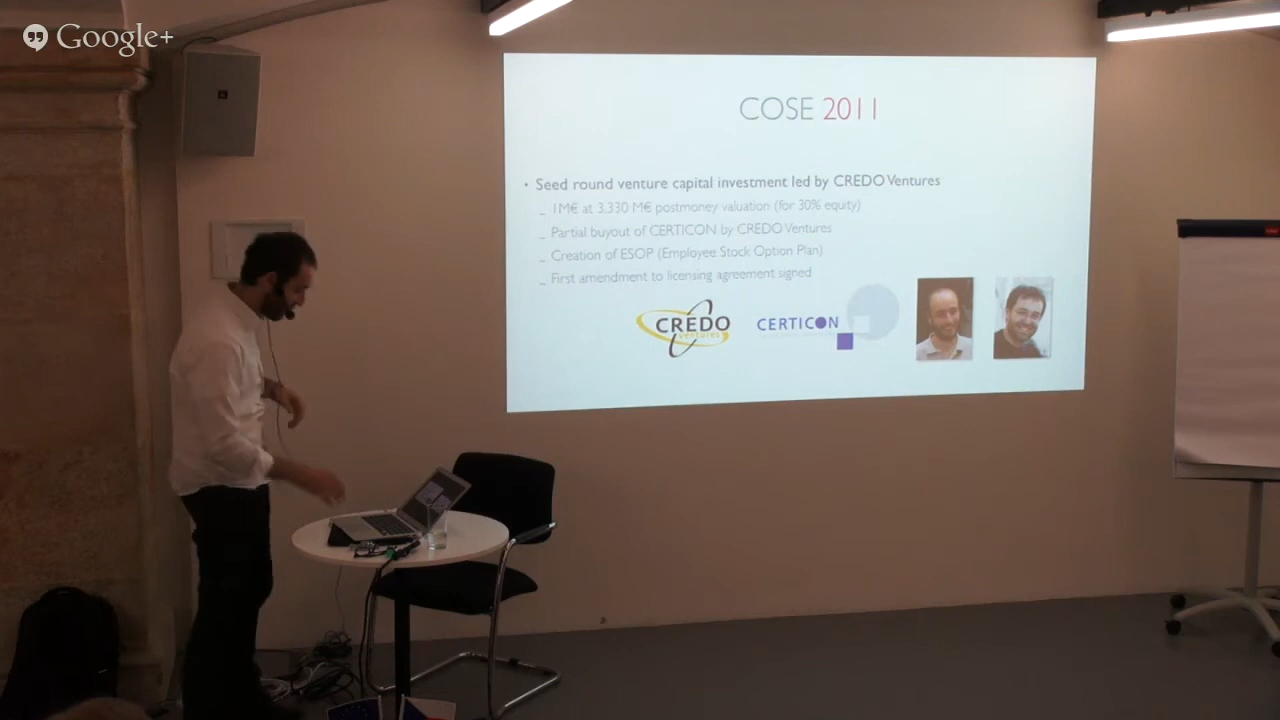 Google+
COSE 2011
• Seed round venture capital investment led by CREDO Ventures
– 1M€ at 3,330 M€ postmoney valuation (for 30% equity)
– Partial buyout of CERTICON by CREDO Ventures
– Creation of ESOP (Employee Stock Option Plan)
– First amendment to licensing agreement signed
CREDO
ventures
CERTICON